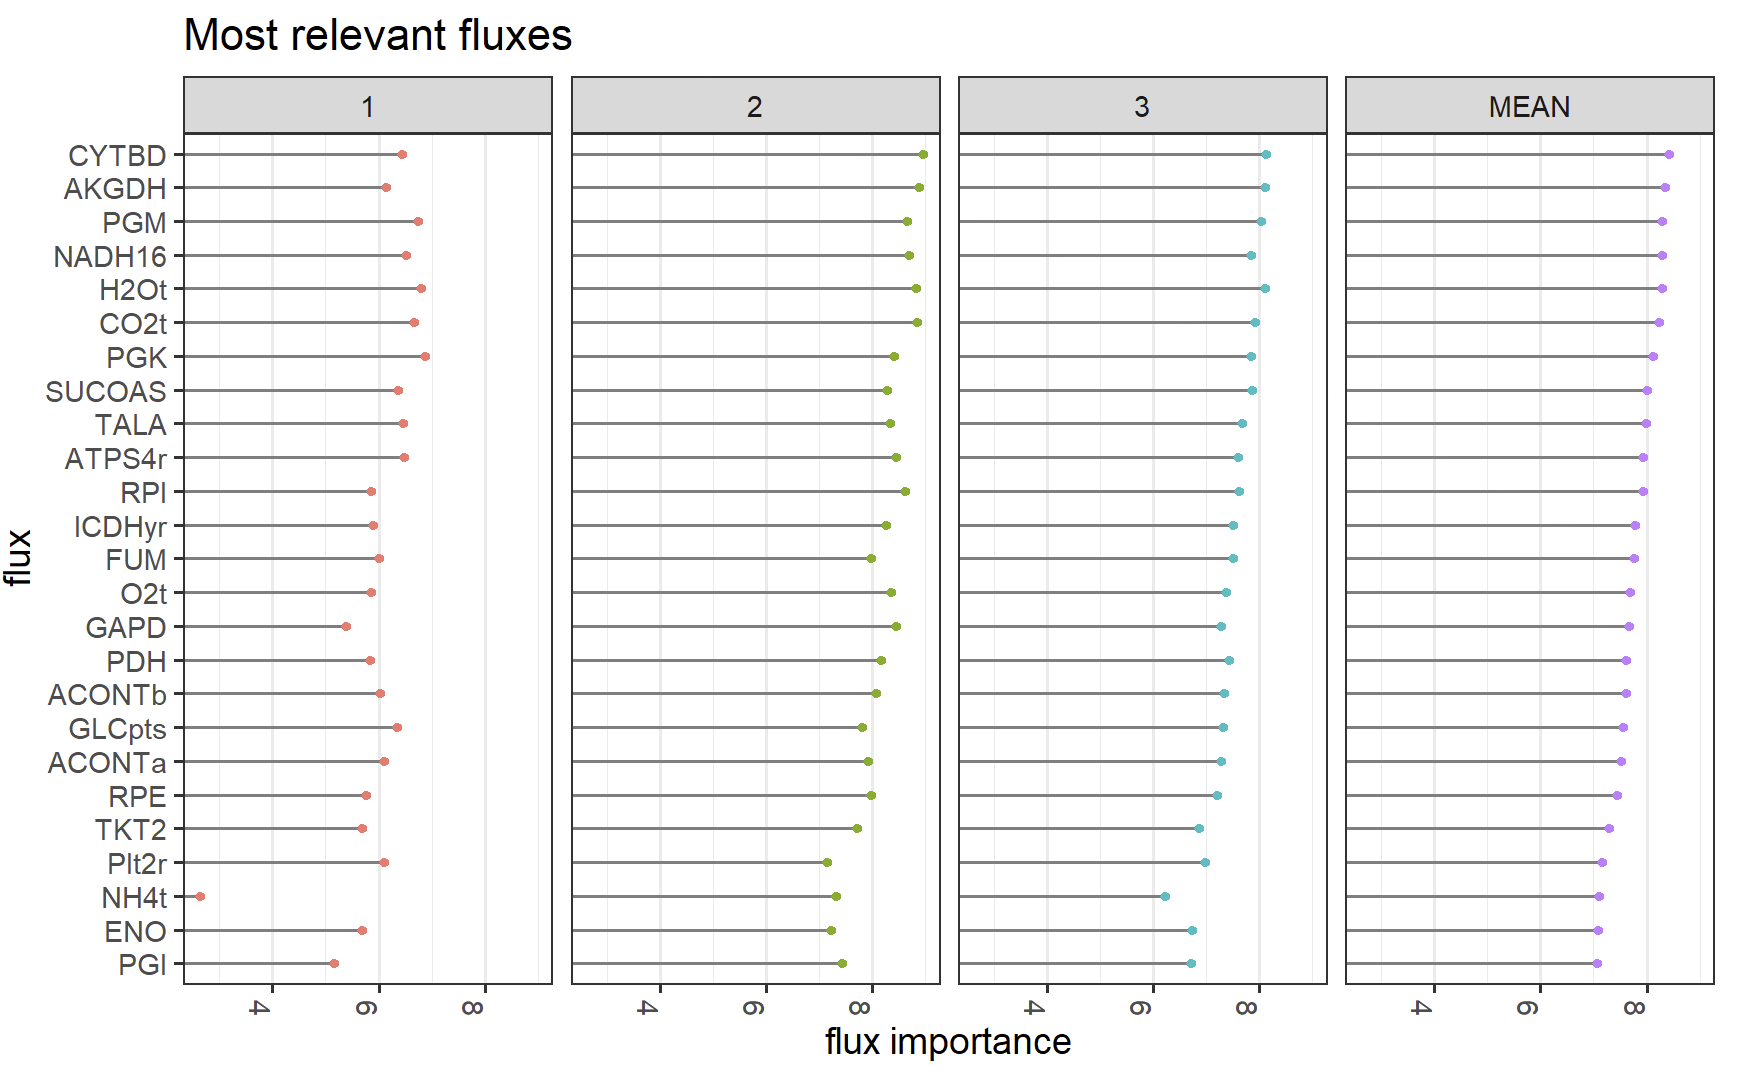 Most relevant fluxes
1 2 3 MEAN
CYTBD
AKGDH
PGM
NADH16
H2Ot
CO2t
PGK
SUCOAS
TALA
ATPS4r
RPI
ICDHyr
FUM
O2t
GAPD
PDH
ACONTb
GLCpts
ACONTa
RPE
TKT2
PIt2r
NH4t
ENO
PGI
flux
4 6 8 4 6 8 4 6 8 4 6 8
flux importance